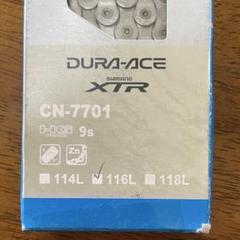 DURA-ACE
SHIMANO
XTR
CN-7701
HG 9s
Zn
114L 116L 118L